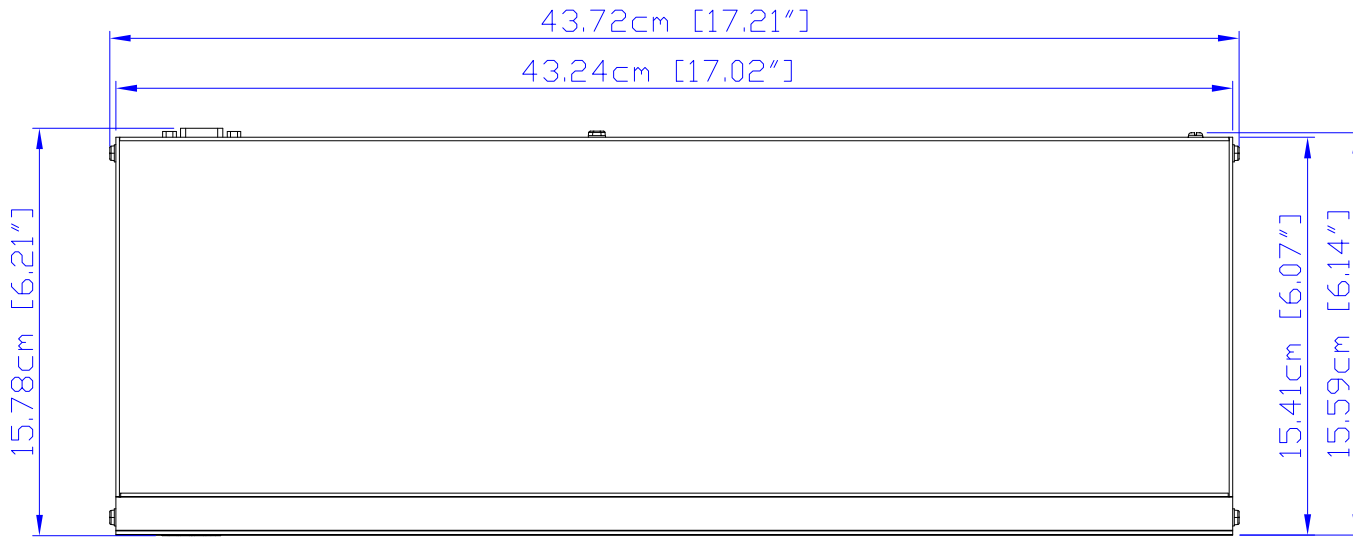 43.72cm [17.21″]
43.24cm [17.02″]
15.78cm [6.21″]
15.41cm [6.07″]
15.59cm [6.14″]